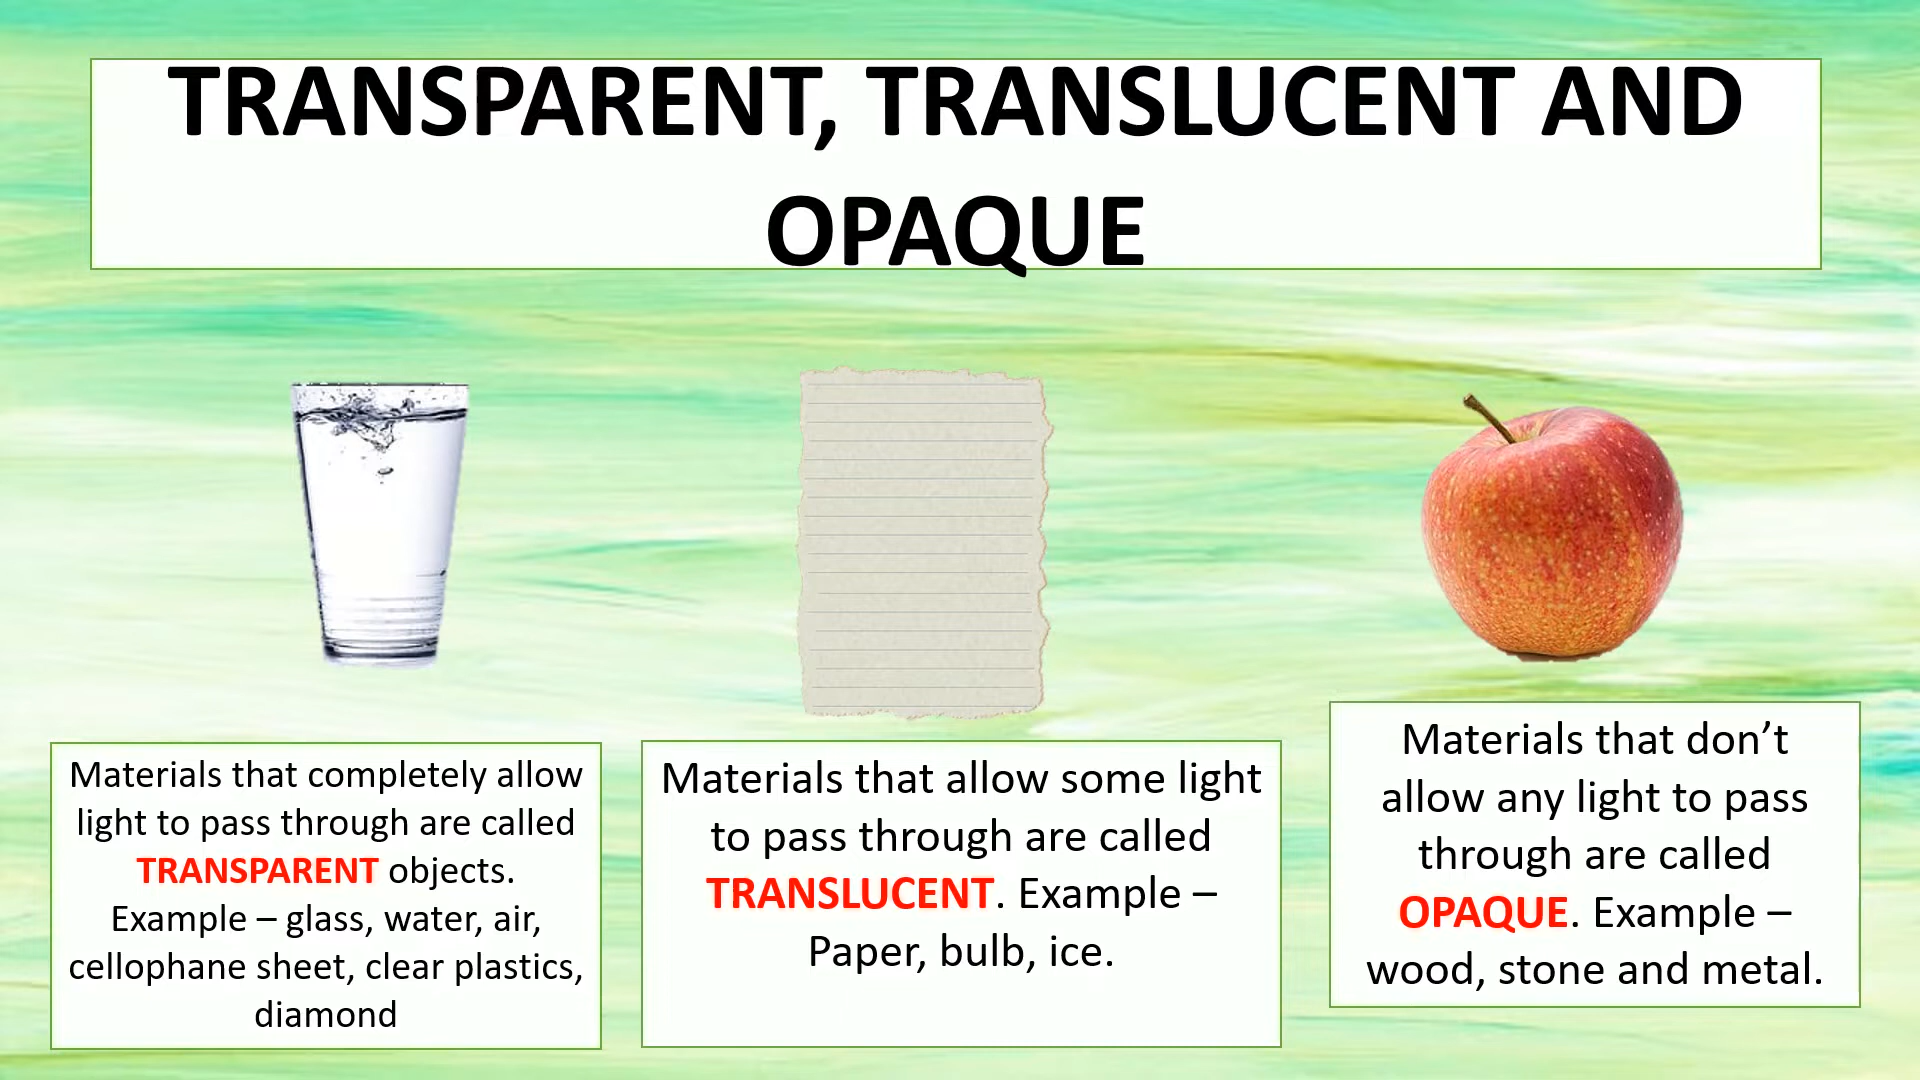 TRANSPARENT, TRANSLUCENT AND
OPAQUE
Materials that completely allow
light to pass through are called
TRANSPARENT objects.
Example – glass, water, air,
cellophane sheet, clear plastics,
diamond
Materials that allow some light
to pass through are called
TRANSLUCENT. Example –
Paper, bulb, ice.
Materials that don’t
allow any light to pass
through are called
OPAQUE. Example –
wood, stone and metal.